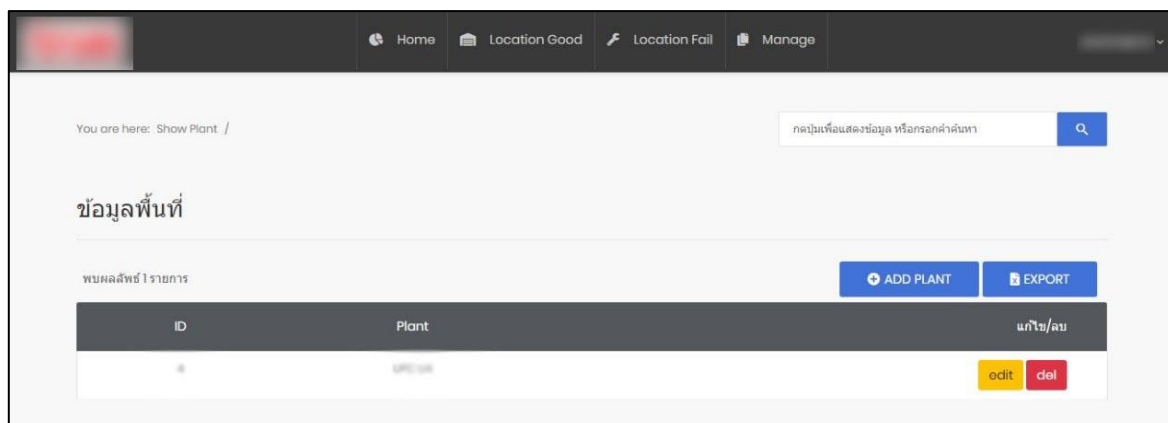 Home Location Good Location Fail Manage
You are here: Show Plant /
กดปุ่มเพื่อแสดงข้อมูล หรือกรอกคำค้นหา
ข้อมูลพื้นที่
พบผลลัพธ์ 1 รายการ
ADD PLANT EXPORT
ID Plant แก้ไข/ลบ
edit del